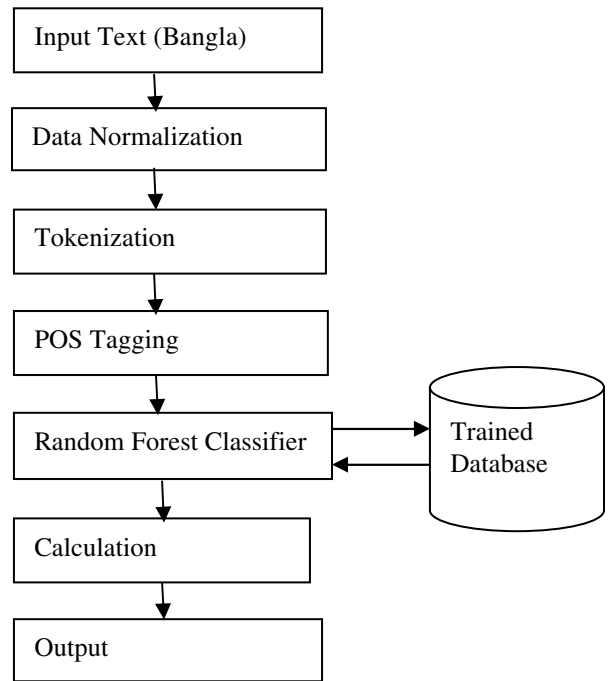 Input Text (Bangla)
Data Normalization
Tokenization
POS Tagging
Random Forest Classifier
Trained
Database
Calculation
Output